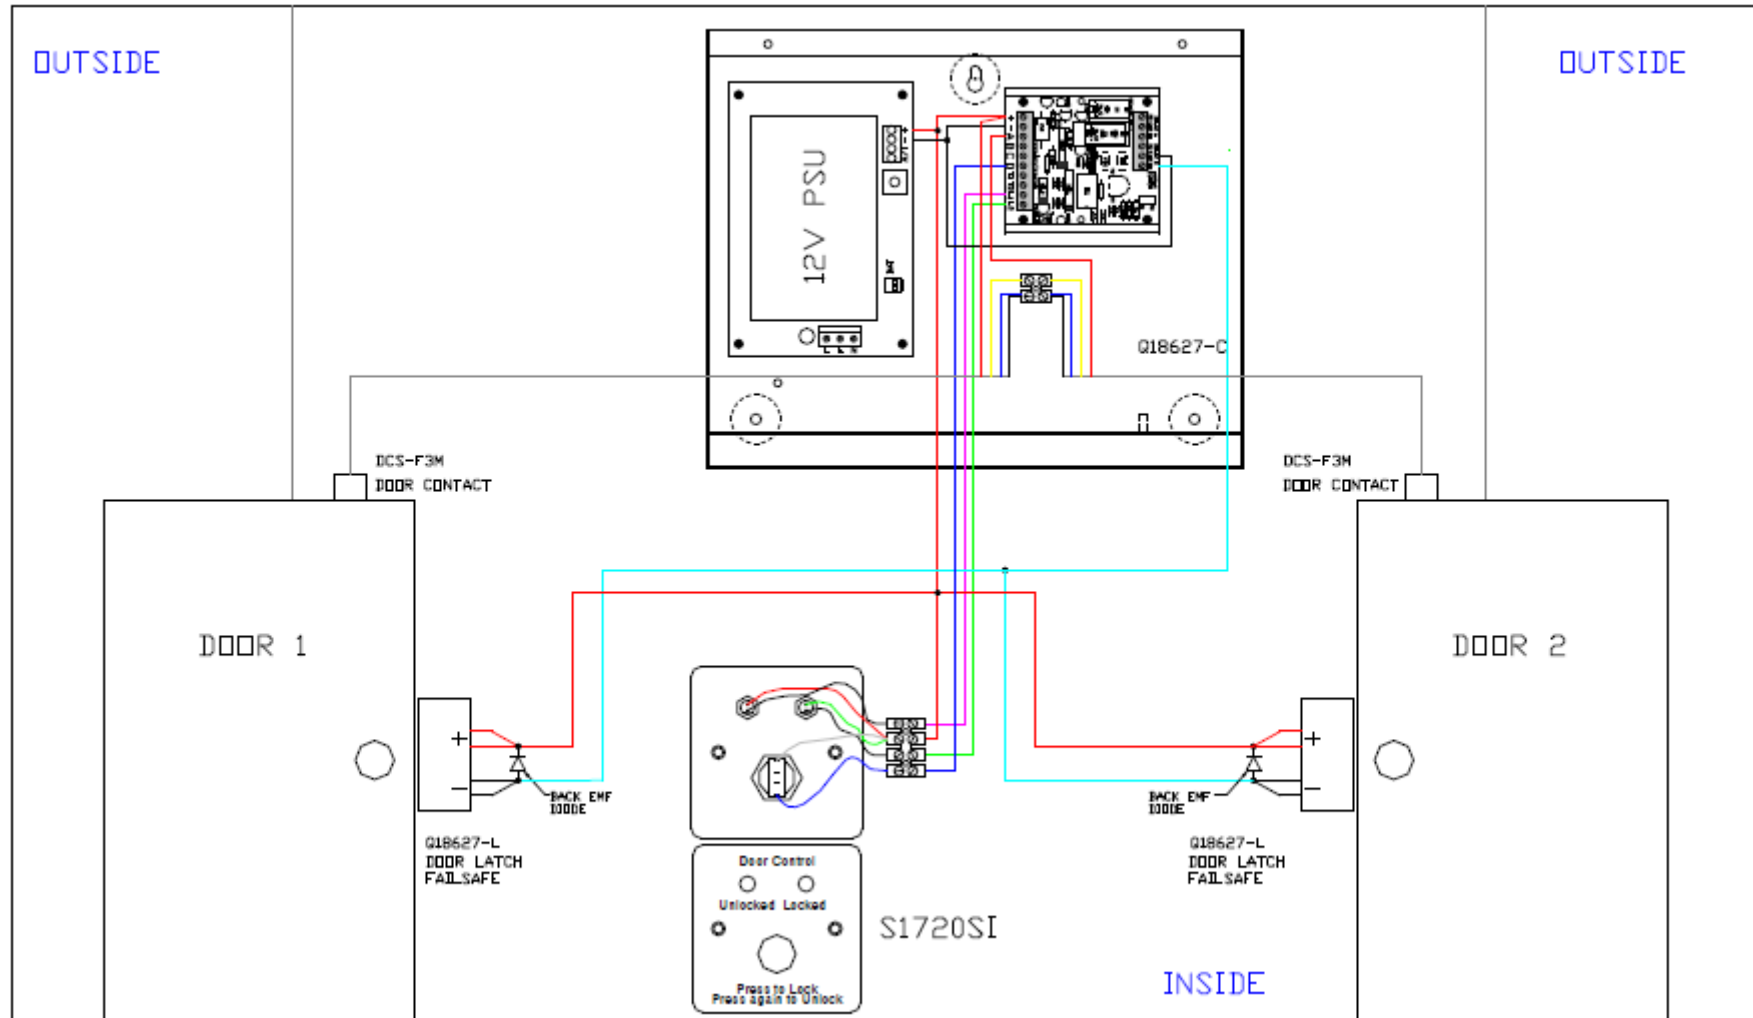 OUTSIDE
OUTSIDE
12V PSU
+
-
BAT
Q18627-C
DCS-F3M
DOOR CONTACT
DCS-F3M
DOOR CONTACT
DOOR 1
DOOR 2
+
-
BACK EMF
DIODE
Q18627-L
DOOR LATCH
FAILSAFE
+
-
BACK EMF
DIODE
Q18627-L
DOOR LATCH
FAILSAFE
Door Control
Unlocked Locked
S1720SI
Press to Lock
Press again to Unlock
INSIDE